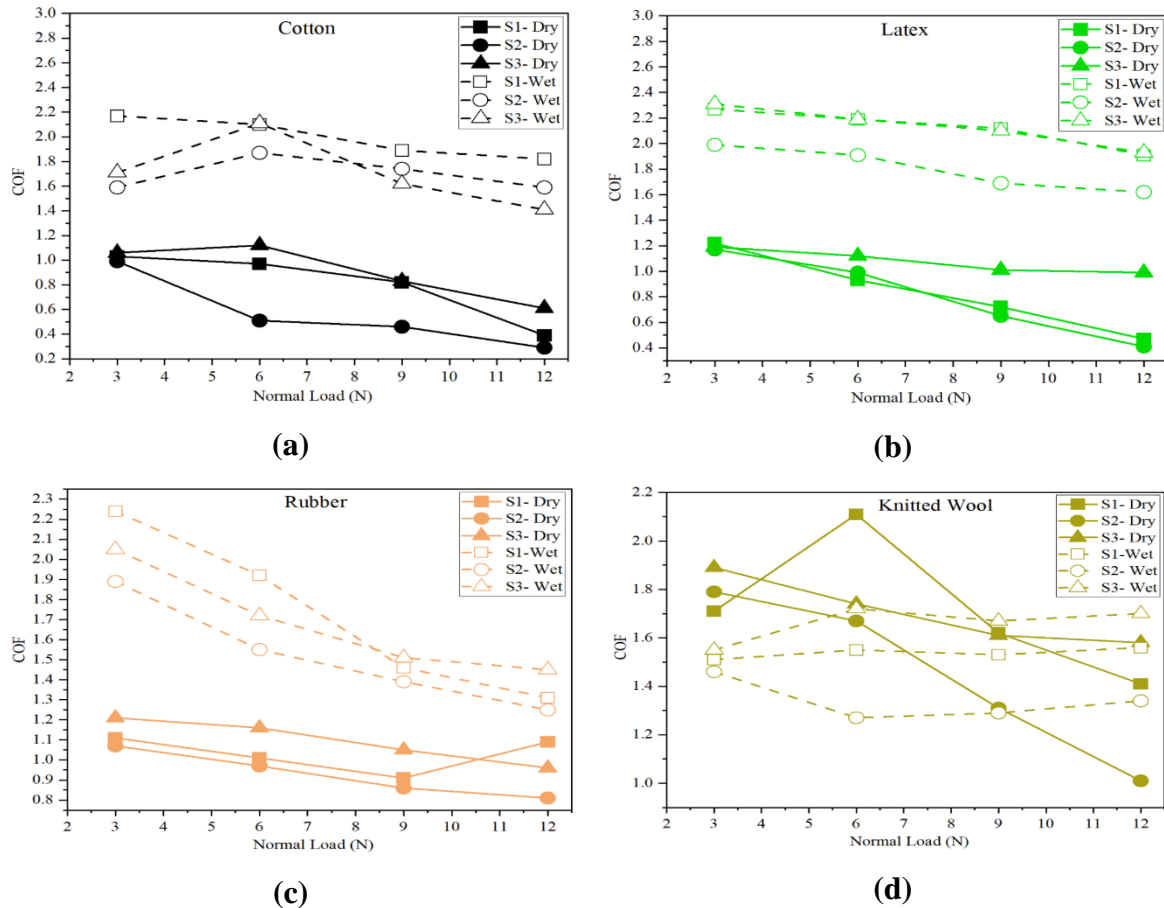 Cotton
S1- Dry
S2- Dry
S3- Dry
S1-Wet
S2- Wet
S3- Wet
COF
3.0
2.8
2.6
2.4
2.2
2.0
1.8
1.6
1.4
1.2
1.0
0.8
0.6
0.4
0.2
2 3 4 5 6 7 8 9 10 11 12
Normal Load (N)
(a)
Latex
S1- Dry
S2- Dry
S3- Dry
S1-Wet
S2- Wet
S3- Wet
COF
3.0
2.8
2.6
2.4
2.2
2.0
1.8
1.6
1.4
1.2
1.0
0.8
0.6
0.4
2 3 4 5 6 7 8 9 10 11 12
Normal Load (N)
(b)
Rubber
S1- Dry
S2- Dry
S3- Dry
S1-Wet
S2- Wet
S3- Wet
COF
2.3
2.2
2.1
2.0
1.9
1.8
1.7
1.6
1.5
1.4
1.3
1.2
1.1
1.0
0.9
0.8
2 3 4 5 6 7 8 9 10 11 12
Normal Load (N)
(c)
Knitted Wool
S1- Dry
S2- Dry
S3- Dry
S1-Wet
S2- Wet
S3- Wet
COF
2.2
2.0
1.8
1.6
1.4
1.2
1.0
2 3 4 5 6 7 8 9 10 11 12
Normal Load (N)
(d)